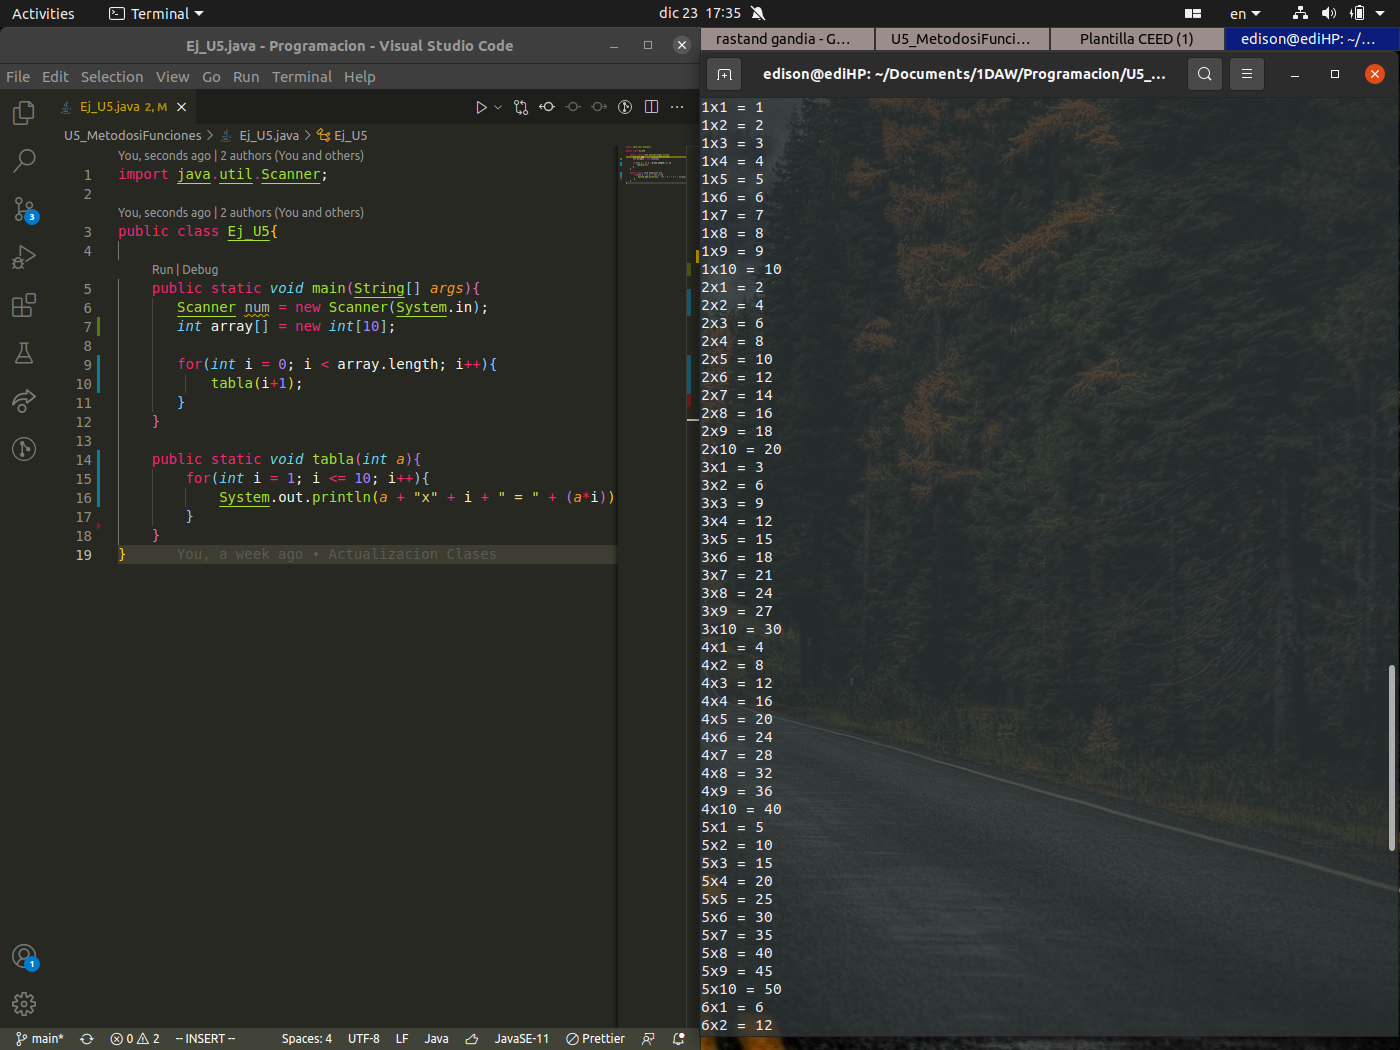 Activities
Terminal
dic 23 17:35
en
Ej_U5.java - Programacion - Visual Studio Code
File Edit Selection View Go Run Terminal Help
Ej_U5.java 2, M
U5_MetodosiFunciones > Ej_U5.java > Ej_U5
You, seconds ago | 2 authors (You and others)
1 import java.util.Scanner;
2
You, seconds ago | 2 authors (You and others)
3 public class Ej_U5{
4
Run | Debug
5 public static void main(String[] args){
6 Scanner num = new Scanner(System.in);
7 int array[] = new int[10];
8
9 for(int i = 0; i < array.length; i++){
10 tabla(i+1);
11 }
12 }
13
14 public static void tabla(int a){
15 for(int i = 1; i <= 10; i++){
16 System.out.println(a + "x" + i + " = " + (a*i))
17 }
18 }
19 } You, a week ago • Actualizacion Clases
3
1
main* 0 2 -- INSERT -- Spaces: 4 UTF-8 LF Java JavaSE-11 Prettier
rastand gandia - G... U5_MetodosiFunci... Plantilla CEED (1) edison@ediHP: ~/...
edison@ediHP: ~/Documents/1DAW/Programacion/U5_...
1x1 = 1
1x2 = 2
1x3 = 3
1x4 = 4
1x5 = 5
1x6 = 6
1x7 = 7
1x8 = 8
1x9 = 9
1x10 = 10
2x1 = 2
2x2 = 4
2x3 = 6
2x4 = 8
2x5 = 10
2x6 = 12
2x7 = 14
2x8 = 16
2x9 = 18
2x10 = 20
3x1 = 3
3x2 = 6
3x3 = 9
3x4 = 12
3x5 = 15
3x6 = 18
3x7 = 21
3x8 = 24
3x9 = 27
3x10 = 30
4x1 = 4
4x2 = 8
4x3 = 12
4x4 = 16
4x5 = 20
4x6 = 24
4x7 = 28
4x8 = 32
4x9 = 36
4x10 = 40
5x1 = 5
5x2 = 10
5x3 = 15
5x4 = 20
5x5 = 25
5x6 = 30
5x7 = 35
5x8 = 40
5x9 = 45
5x10 = 50
6x1 = 6
6x2 = 12